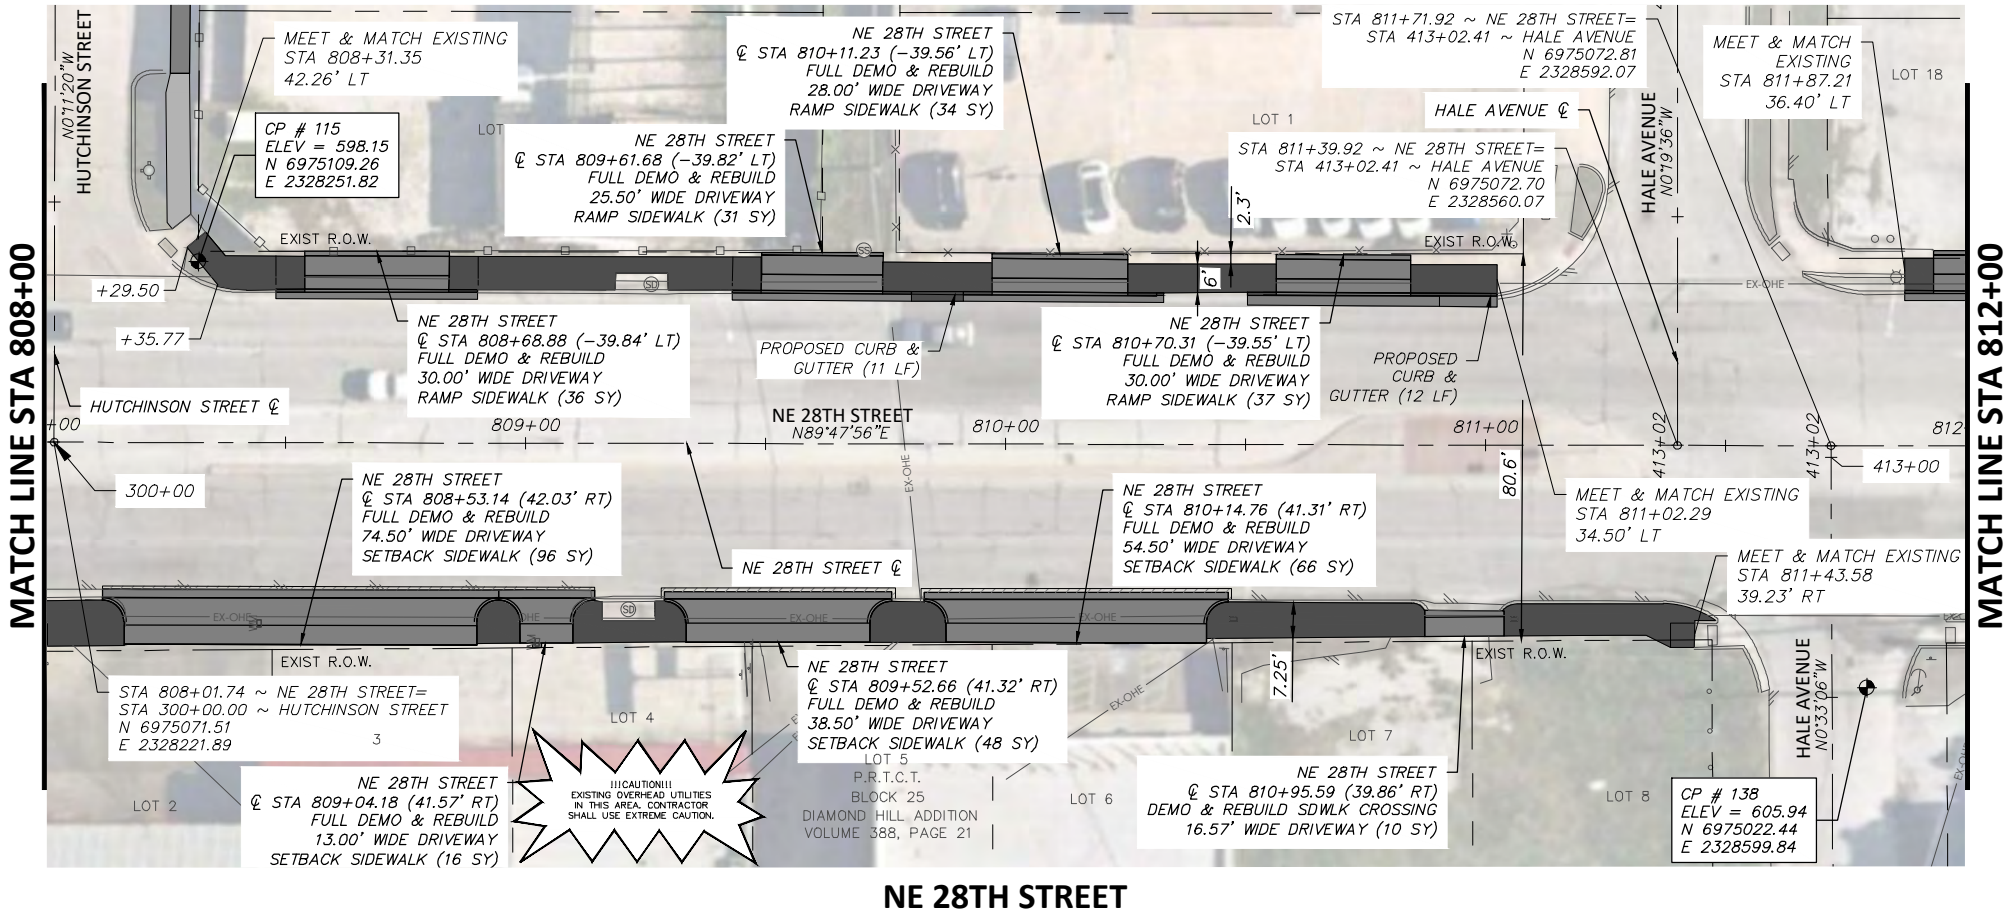 HUTCHINSON STREET
N0°11'20"W
MEET & MATCH EXISTING
STA 808+31.35
42.26' LT
CP # 115
ELEV = 598.15
N 6975109.26
E 2328251.82
LOT
NE 28TH STREET
℄ STA 810+11.23 (-39.56' LT)
FULL DEMO & REBUILD
28.00' WIDE DRIVEWAY
RAMP SIDEWALK (34 SY)
NE 28TH STREET
℄ STA 809+61.68 (-39.82' LT)
FULL DEMO & REBUILD
25.50' WIDE DRIVEWAY
RAMP SIDEWALK (31 SY)
STA 811+71.92 ~ NE 28TH STREET=
STA 413+02.41 ~ HALE AVENUE
N 6975072.81
E 2328592.07
LOT 1
HALE AVENUE ℄
STA 811+39.92 ~ NE 28TH STREET=
STA 413+02.41 ~ HALE AVENUE
N 6975072.70
E 2328560.07
HALE AVENUE
N0°19'36"W
MEET & MATCH
EXISTING
STA 811+87.21
36.40' LT
LOT 18
EXIST R.O.W.
SS
2.3'
EXIST R.O.W.
6'
SD
EX-OHE
MATCH LINE STA 808+00
MATCH LINE STA 812+00
+29.50
+35.77
NE 28TH STREET
℄ STA 808+68.88 (-39.84' LT)
FULL DEMO & REBUILD
30.00' WIDE DRIVEWAY
RAMP SIDEWALK (36 SY)
PROPOSED CURB &
GUTTER (11 LF)
NE 28TH STREET
℄ STA 810+70.31 (-39.55' LT)
FULL DEMO & REBUILD
30.00' WIDE DRIVEWAY
RAMP SIDEWALK (37 SY)
PROPOSED
CURB &
GUTTER (12 LF)
HUTCHINSON STREET ℄
+00
809+00
NE 28TH STREET
N89°47'56"E
810+00
811+00
413+02
413+02
812
300+00
413+00
EX-OHE
80.6'
NE 28TH STREET
℄ STA 808+53.14 (42.03' RT)
FULL DEMO & REBUILD
74.50' WIDE DRIVEWAY
SETBACK SIDEWALK (96 SY)
NE 28TH STREET ℄
NE 28TH STREET
℄ STA 810+14.76 (41.31' RT)
FULL DEMO & REBUILD
54.50' WIDE DRIVEWAY
SETBACK SIDEWALK (66 SY)
MEET & MATCH EXISTING
STA 811+02.29
34.50' LT
MEET & MATCH EXISTING
STA 811+43.58
39.23' RT
EX-OHE
OHE
SD
EX-OHE
EX-OHE
EXIST R.O.W.
EXIST R.O.W.
7.25'
STA 808+01.74 ~ NE 28TH STREET=
STA 300+00.00 ~ HUTCHINSON STREET
N 6975071.51
E 2328221.89
3
LOT 2
NE 28TH STREET
℄ STA 809+04.18 (41.57' RT)
FULL DEMO & REBUILD
13.00' WIDE DRIVEWAY
SETBACK SIDEWALK (16 SY)
LOT 4
!!!CAUTION!!!
EXISTING OVERHEAD UTILITIES
IN THIS AREA. CONTRACTOR
SHALL USE EXTREME CAUTION.
NE 28TH STREET
℄ STA 809+52.66 (41.32' RT)
FULL DEMO & REBUILD
38.50' WIDE DRIVEWAY
SETBACK SIDEWALK (48 SY)
LOT 5
P.R.T.C.T.
BLOCK 25
DIAMOND HILL ADDITION
VOLUME 388, PAGE 21
EX-OHE
LOT 6
LOT 7
NE 28TH STREET
℄ STA 810+95.59 (39.86' RT)
DEMO & REBUILD SDWLK CROSSING
16.57' WIDE DRIVEWAY (10 SY)
LOT 8
HALE AVENUE
N0°33'06"W
CP # 138
ELEV = 605.94
N 6975022.44
E 2328599.84
NE 28TH STREET